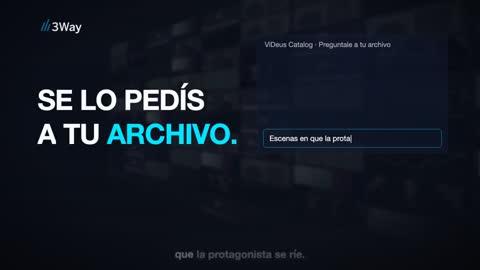 3Way
ViDeus Catalog · Preguntale a tu archivo
SE LO PEDÍS
A TU ARCHIVO.
Escenas en que la prota
que la protagonista se ríe.